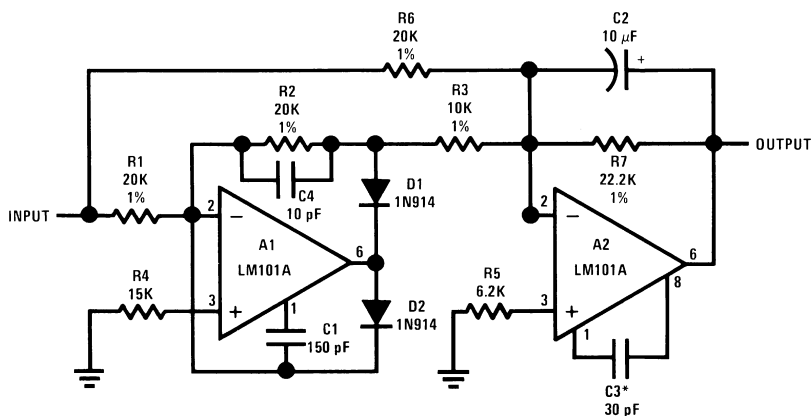 R6
20K
1%
C2
10 µF
+
R2
20K
1%
R3
10K
1%
OUTPUT
R1
20K
1%
C4
10 pF
D1
1N914
R7
22.2K
1%
INPUT
2
−
A1
LM101A
6
2
−
A2
LM101A
6
8
R4
15K
3
+
1
D2
1N914
R5
6.2K
3
+
1
C1
150 pF
C3*
30 pF